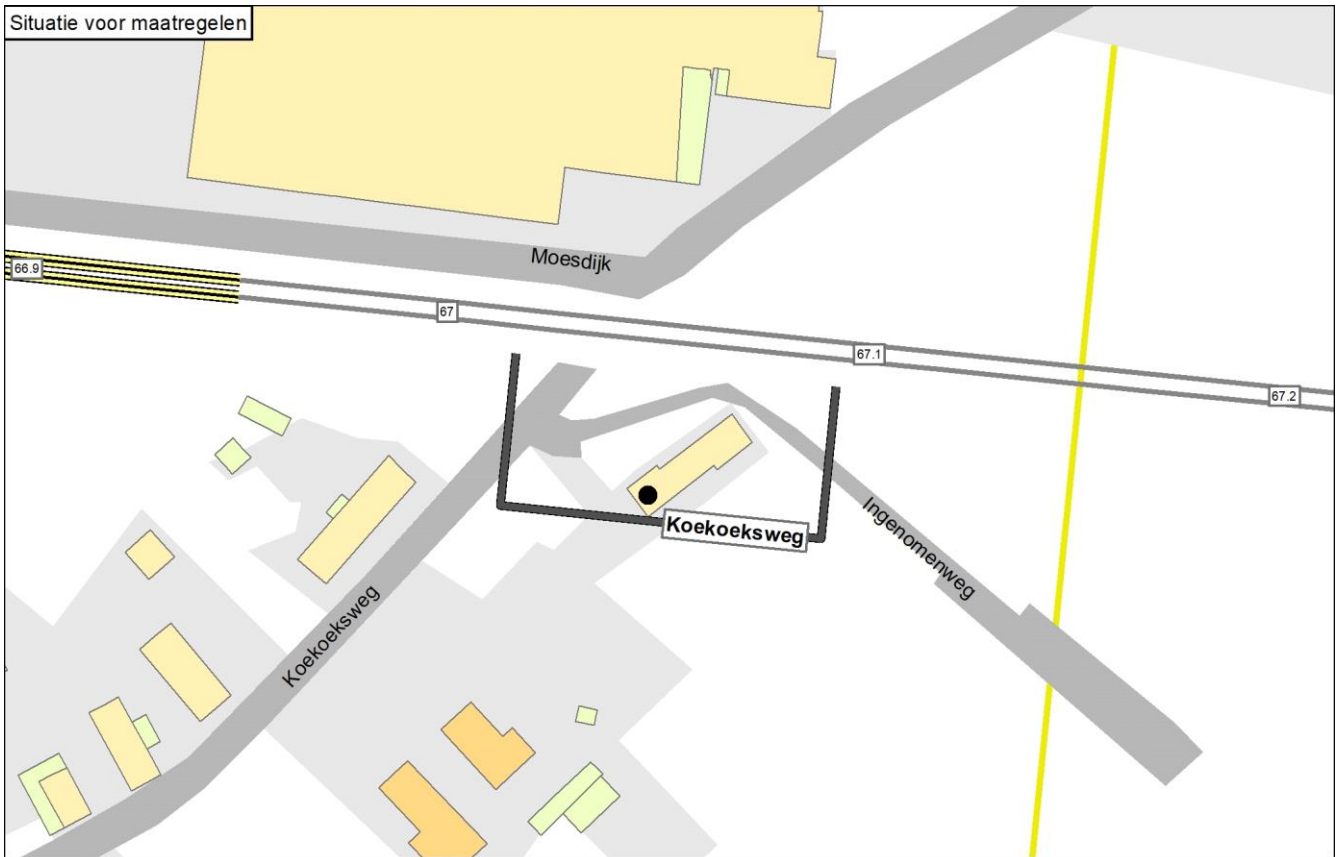 Situatie voor maatregelen
Moesdijk
66.9
67
67.1
67.2
Koekoeksweg
Ingenomenweg
Koekoeksweg